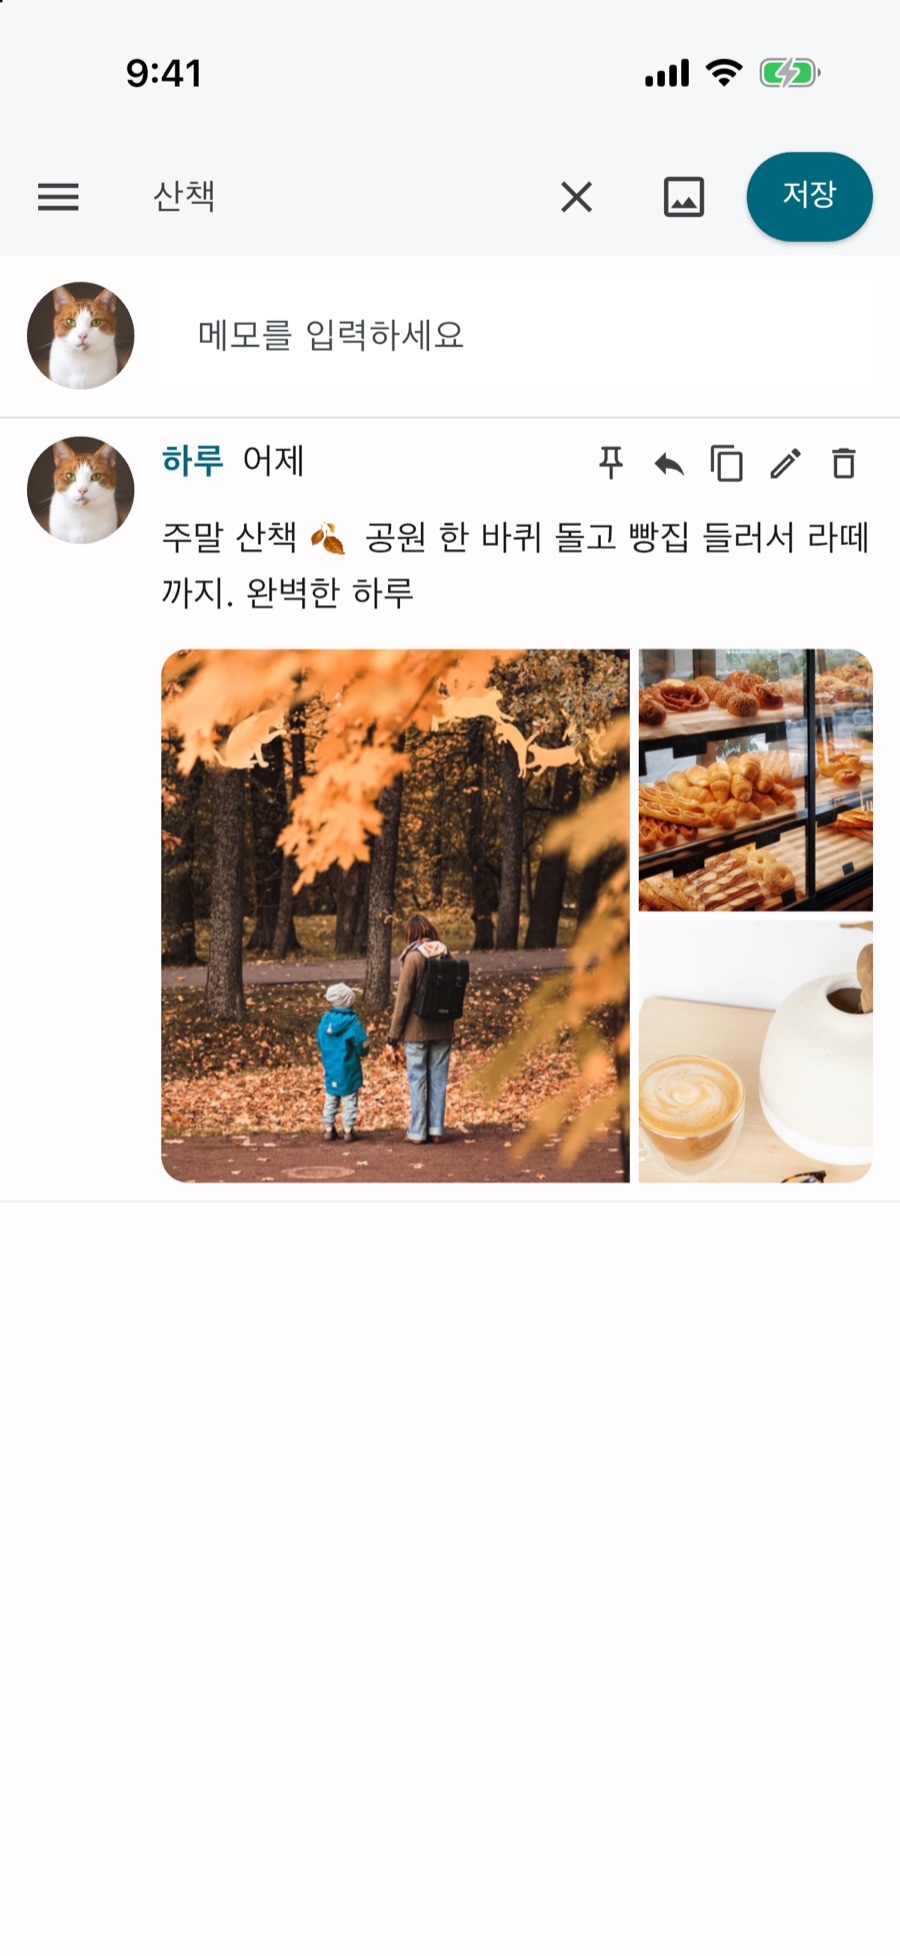 9:41
산책
저장
메모를 입력하세요
하루 어제
주말 산책 🍂 공원 한 바퀴 돌고 빵집 들러서 라떼
까지. 완벽한 하루